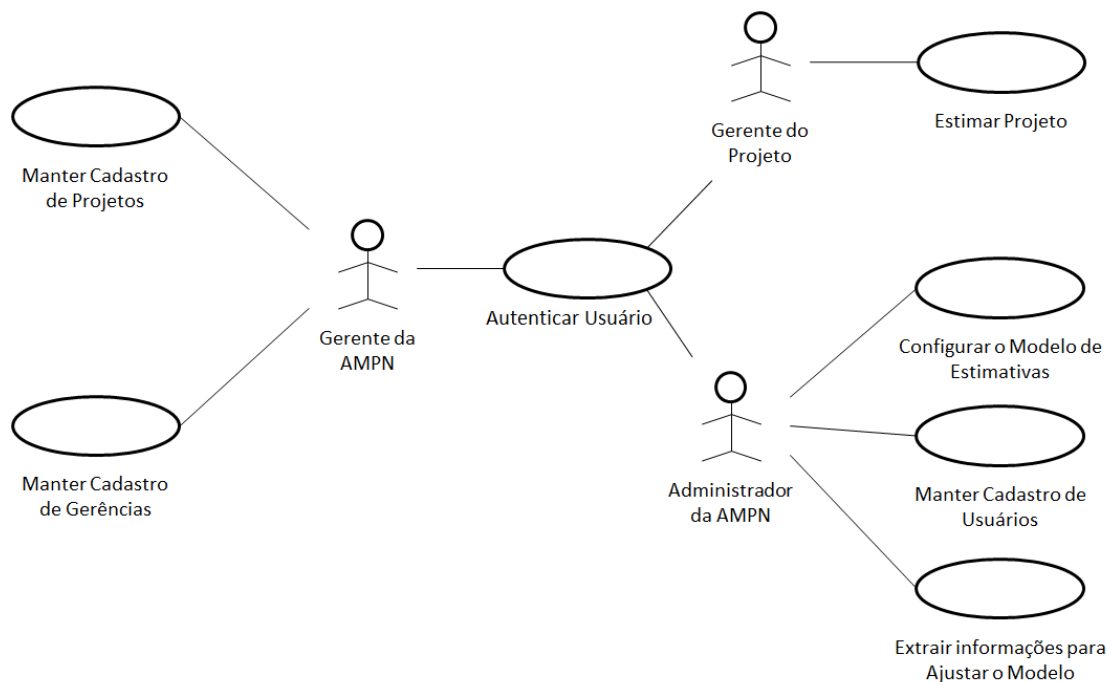 Gerente do
Projeto
Estimar Projeto
Manter Cadastro
de Projetos
Gerente da
AMPN
Autenticar Usuário
Configurar o Modelo de
Estimativas
Manter Cadastro
de Gerências
Administrador
da AMPN
Manter Cadastro de
Usuários
Extrair informações para
Ajustar o Modelo